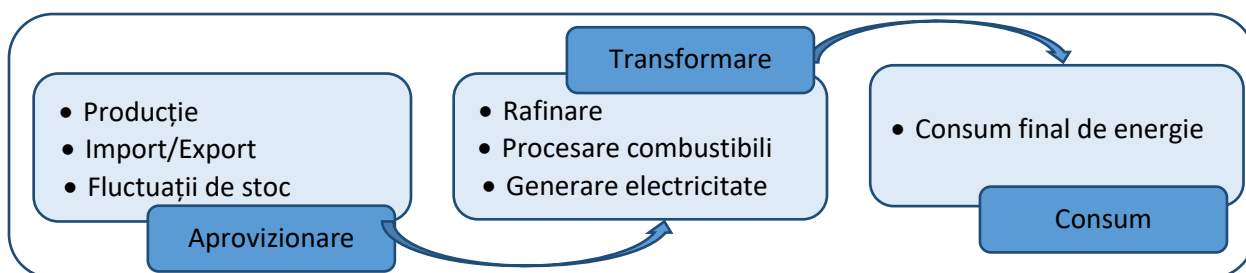 • Producție
• Import/Export
• Fluctuații de stoc
Aprovizionare
Transformare
• Rafinare
• Procesare combustibili
• Generare electricitate
• Consum final de energie
Consum